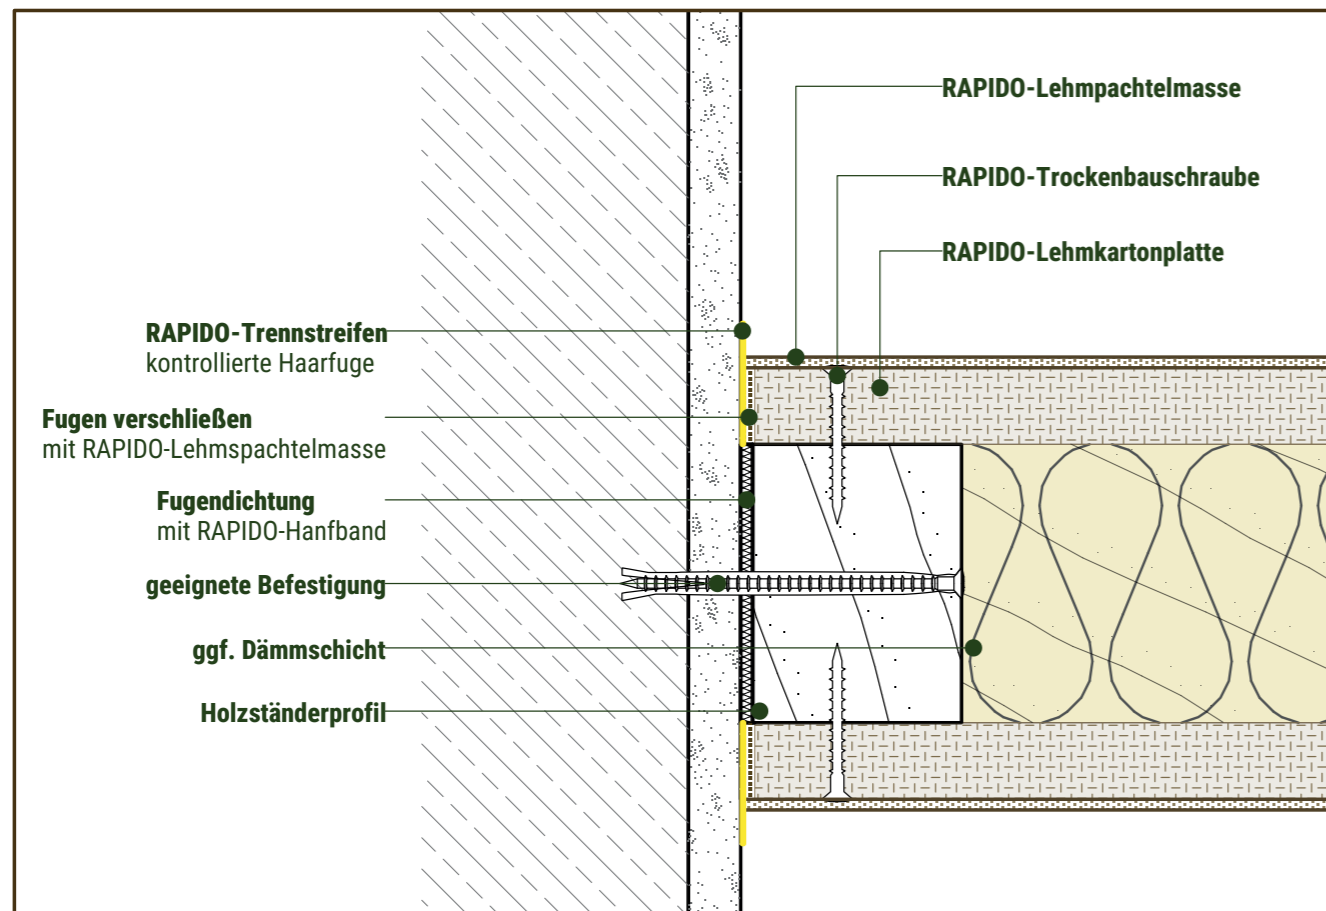 RAPIDO-Lehmpachtelmasse
RAPIDO-Trockenbauschraube
RAPIDO-Lehmkartonplatte
RAPIDO-Trennstreifen
kontrollierte Haarfuge
Fugen verschließen
mit RAPIDO-Lehmspachtelmasse
Fugendichtung
mit RAPIDO-Hanfband
geeignete Befestigung
ggf. Dämmschicht
Holzständerprofil